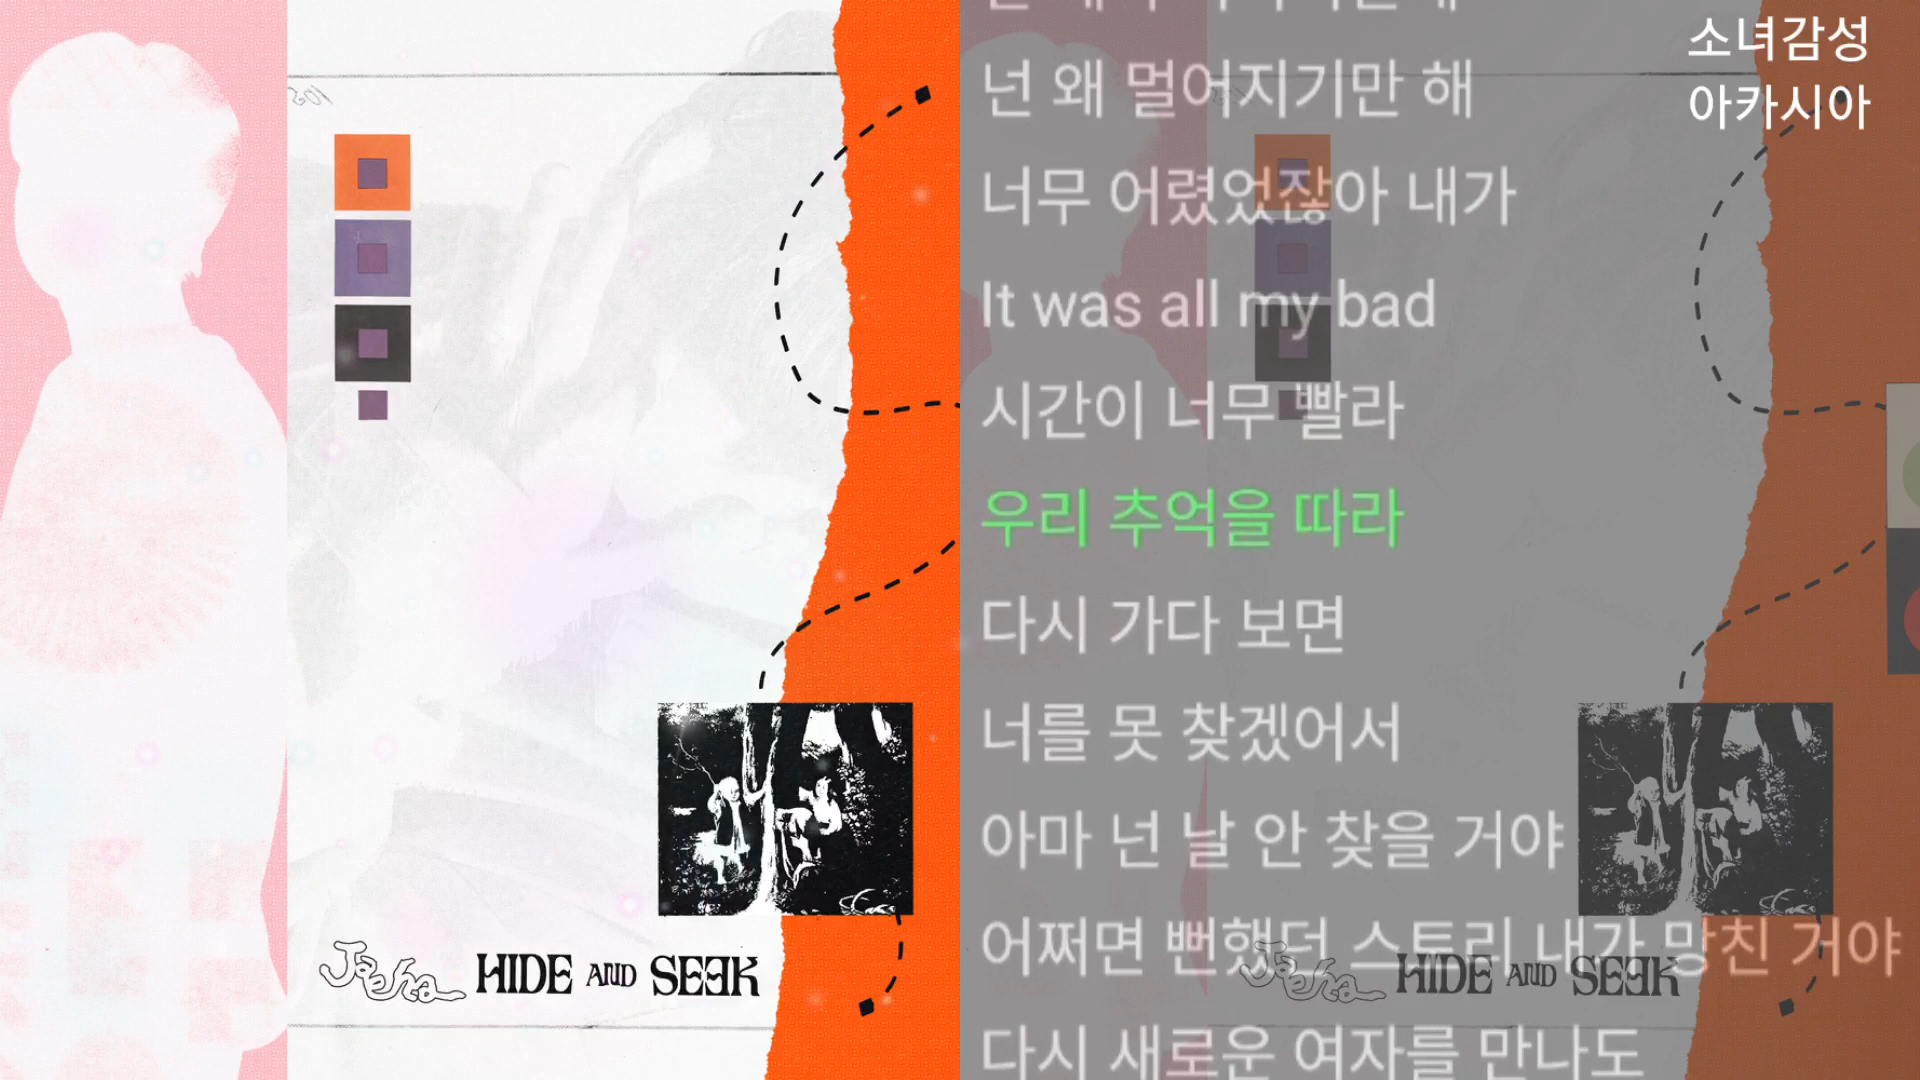 Jaeha HIDE AND SEEK
소녀감성
아카시아
넌 왜 멀어지기만 해
너무 어렸었잖아 내가
It was all my bad
시간이 너무 빨라
우리 추억을 따라
다시 가다 보면
너를 못 찾겠어서
아마 넌 날 안 찾을 거야
어쩌면 뻔했던 스토리 내가 망친 거야
Jaeha HIDE AND SEEK
다시 새로운 여자를 만나도